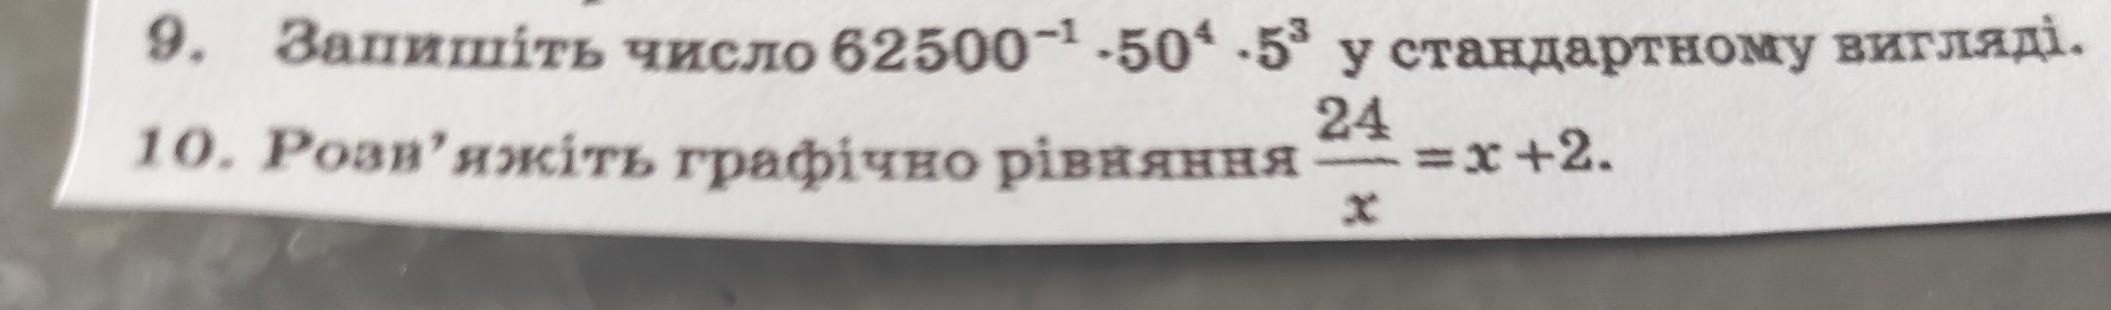 9. Запишіть число 62500⁻¹ ·50⁴ ·5³ у стандартному вигляді.
10. Розв’яжіть графічно рівняння 24/x = x +2.